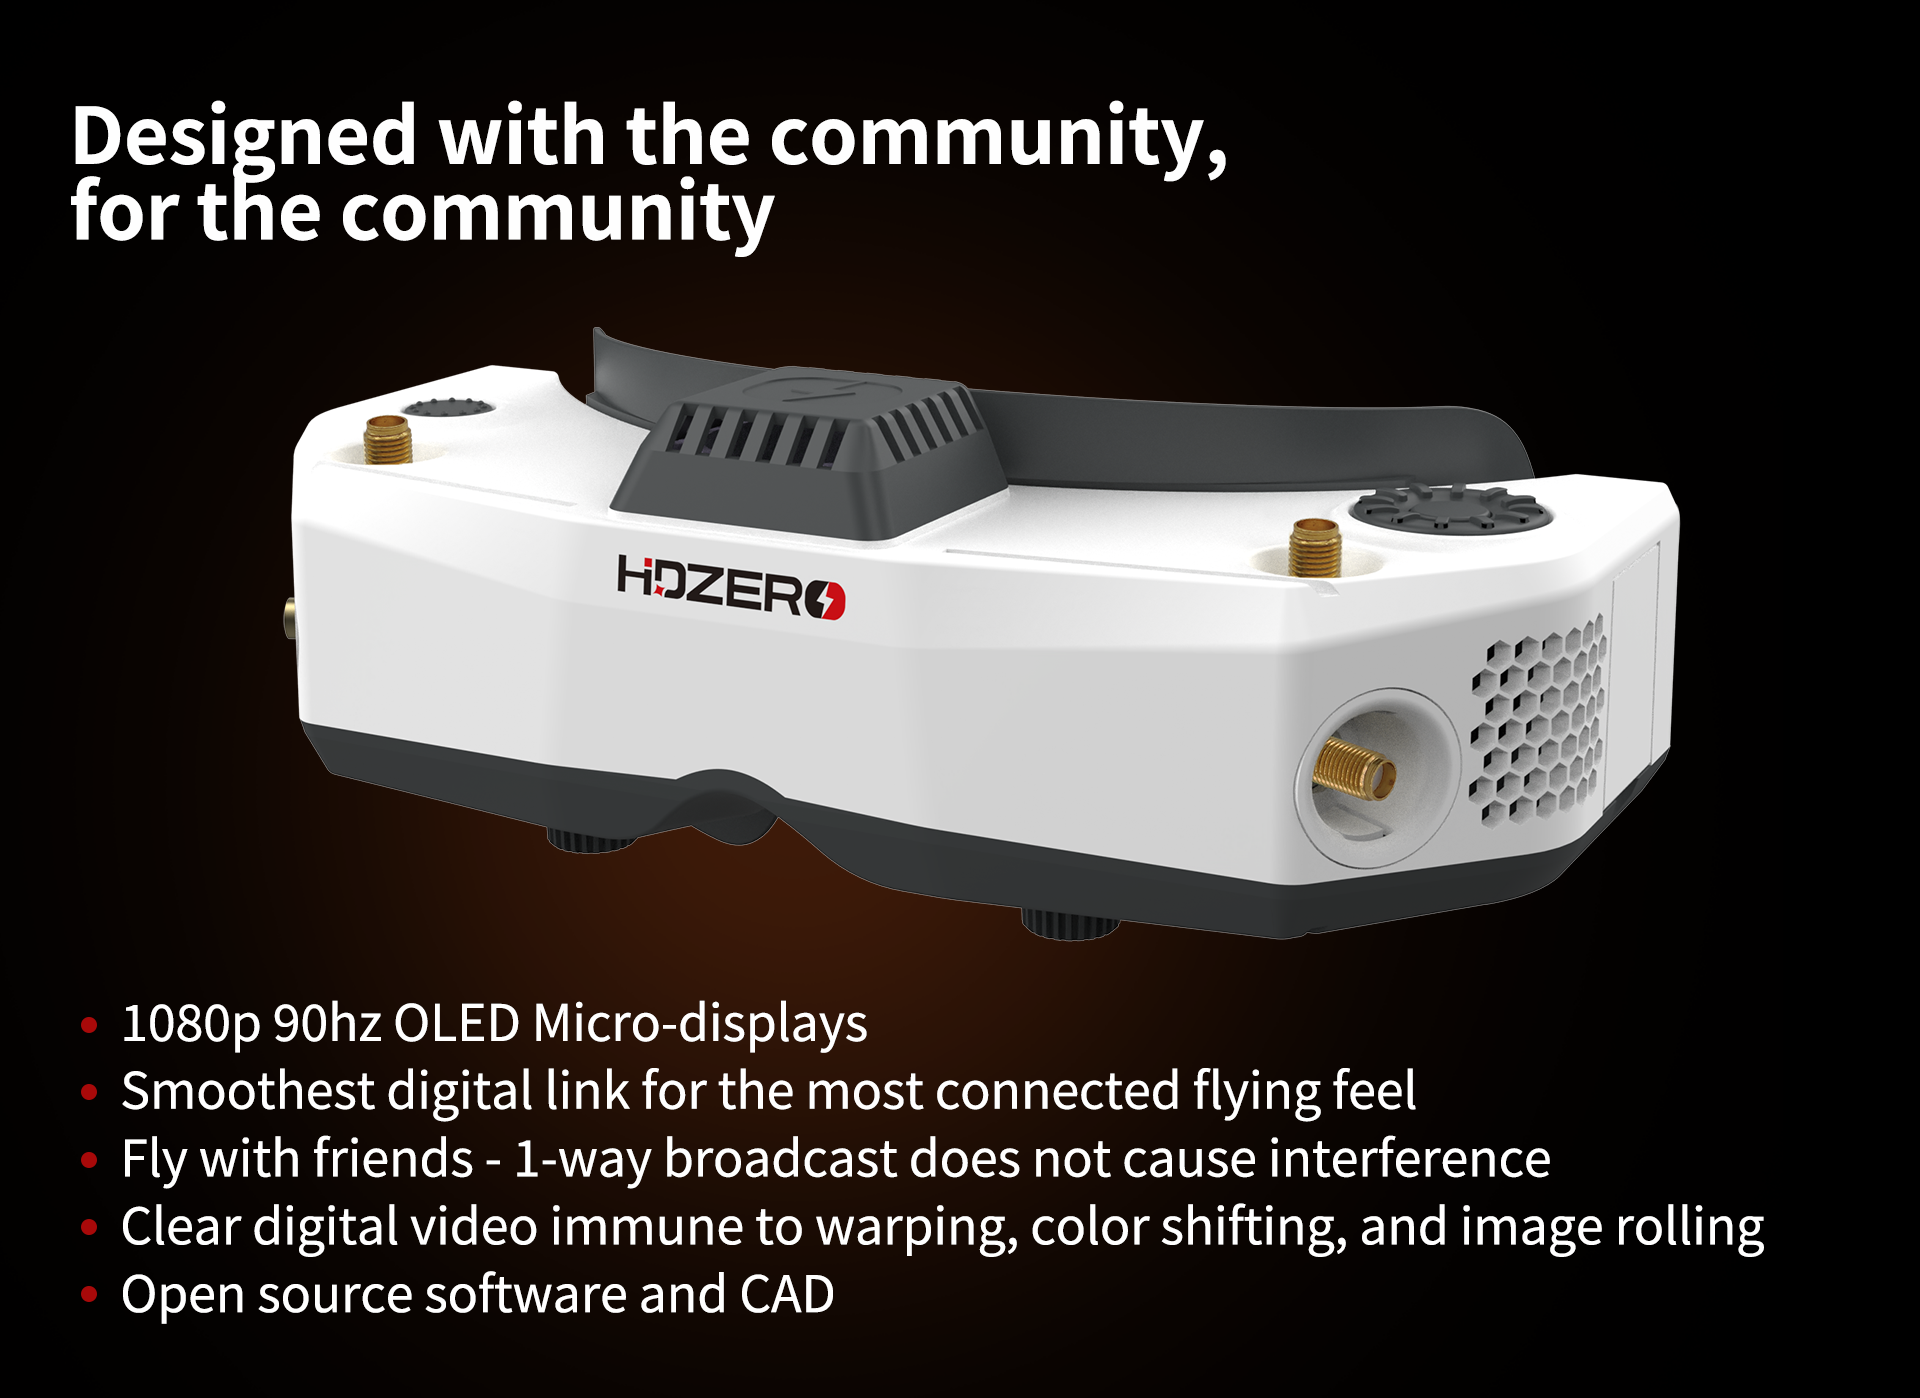 Designed with the community,
for the community
HDZERO
• 1080p 90hz OLED Micro-displays
• Smoothest digital link for the most connected flying feel
• Fly with friends - 1-way broadcast does not cause interference
• Clear digital video immune to warping, color shifting, and image rolling
• Open source software and CAD